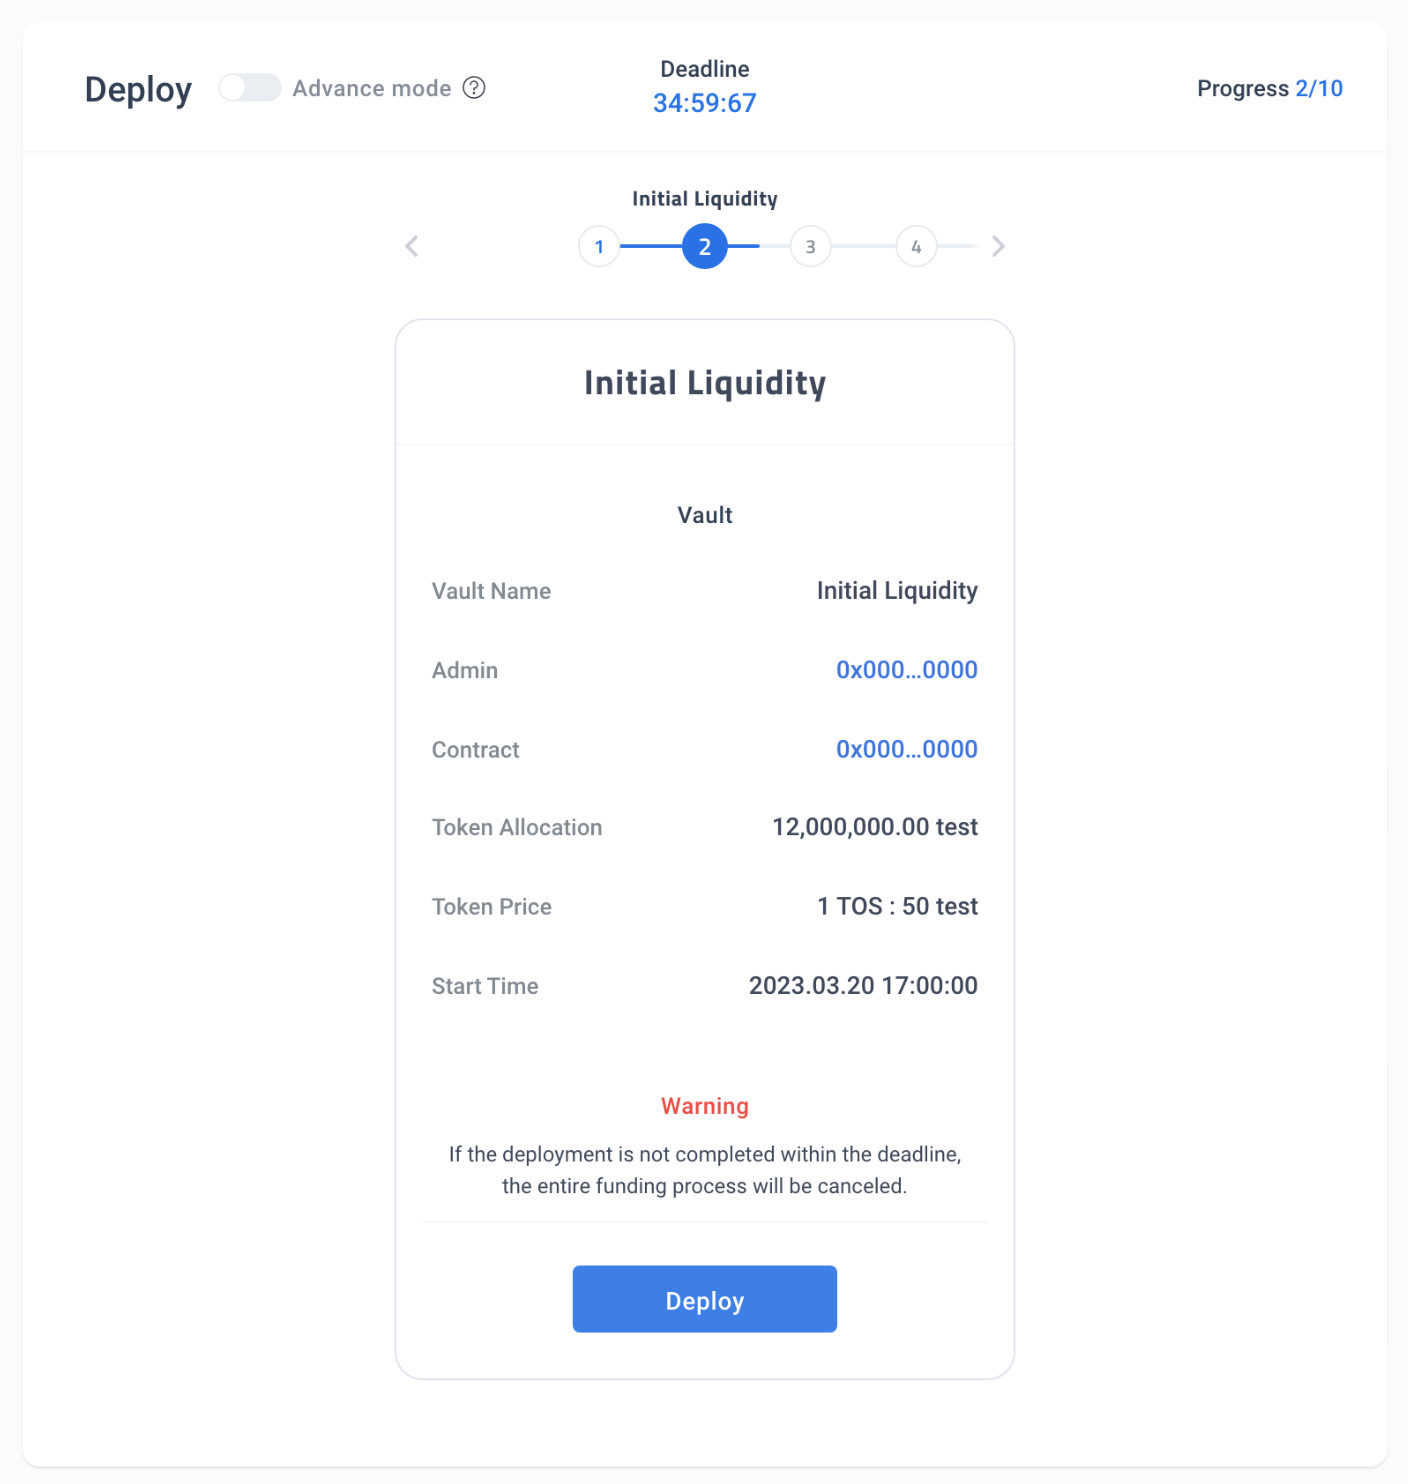 Deploy
Advance mode ?
Deadline
34:59:67
Progress 2/10
Initial Liquidity
1 2 3 4
Initial Liquidity
Vault
Vault Name Initial Liquidity
Admin 0x000...0000
Contract 0x000...0000
Token Allocation 12,000,000.00 test
Token Price 1 TOS : 50 test
Start Time 2023.03.20 17:00:00
Warning
If the deployment is not completed within the deadline,
the entire funding process will be canceled.
Deploy